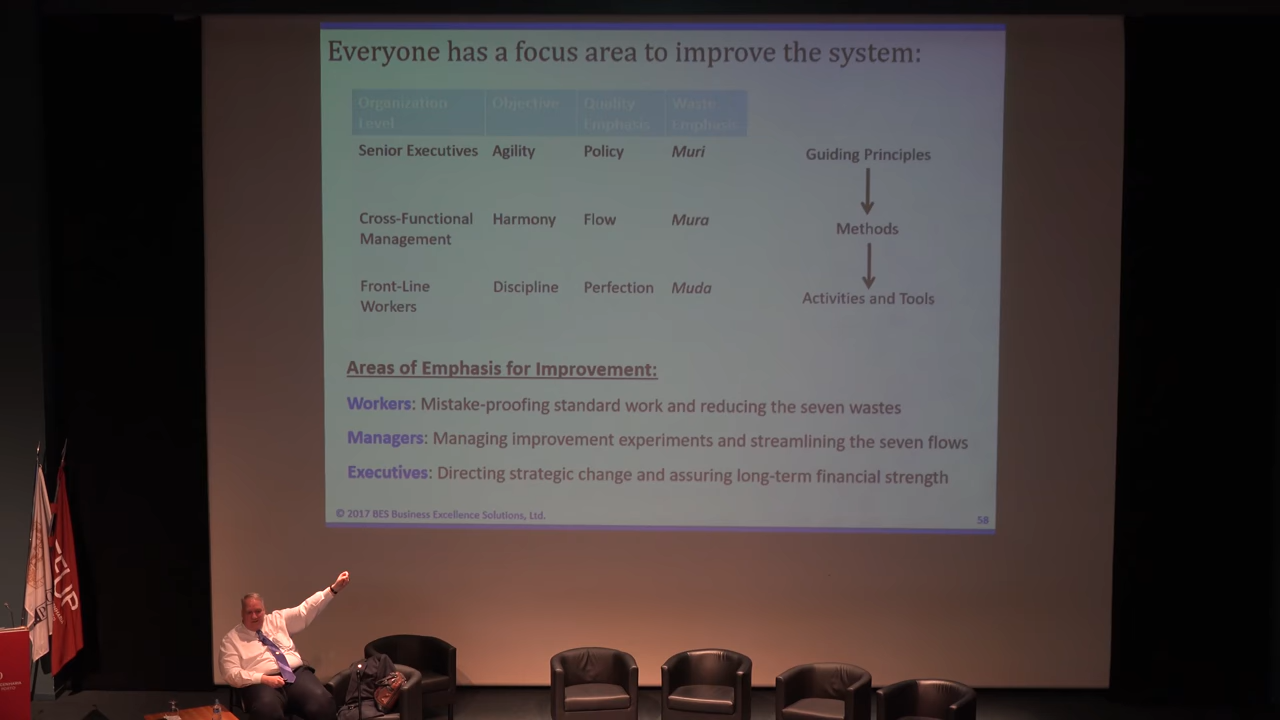 Everyone has a focus area to improve the system:
Organization Level Objective Quality Emphasis Waste Emphasis
Senior Executives Agility Policy Muri
Cross-Functional Management Harmony Flow Mura
Front-Line Workers Discipline Perfection Muda
Guiding Principles
Methods
Activities and Tools
Areas of Emphasis for Improvement:
Workers: Mistake-proofing standard work and reducing the seven wastes
Managers: Managing improvement experiments and streamlining the seven flows
Executives: Directing strategic change and assuring long-term financial strength
© 2017 BES Business Excellence Solutions, Ltd.
58
FEUP